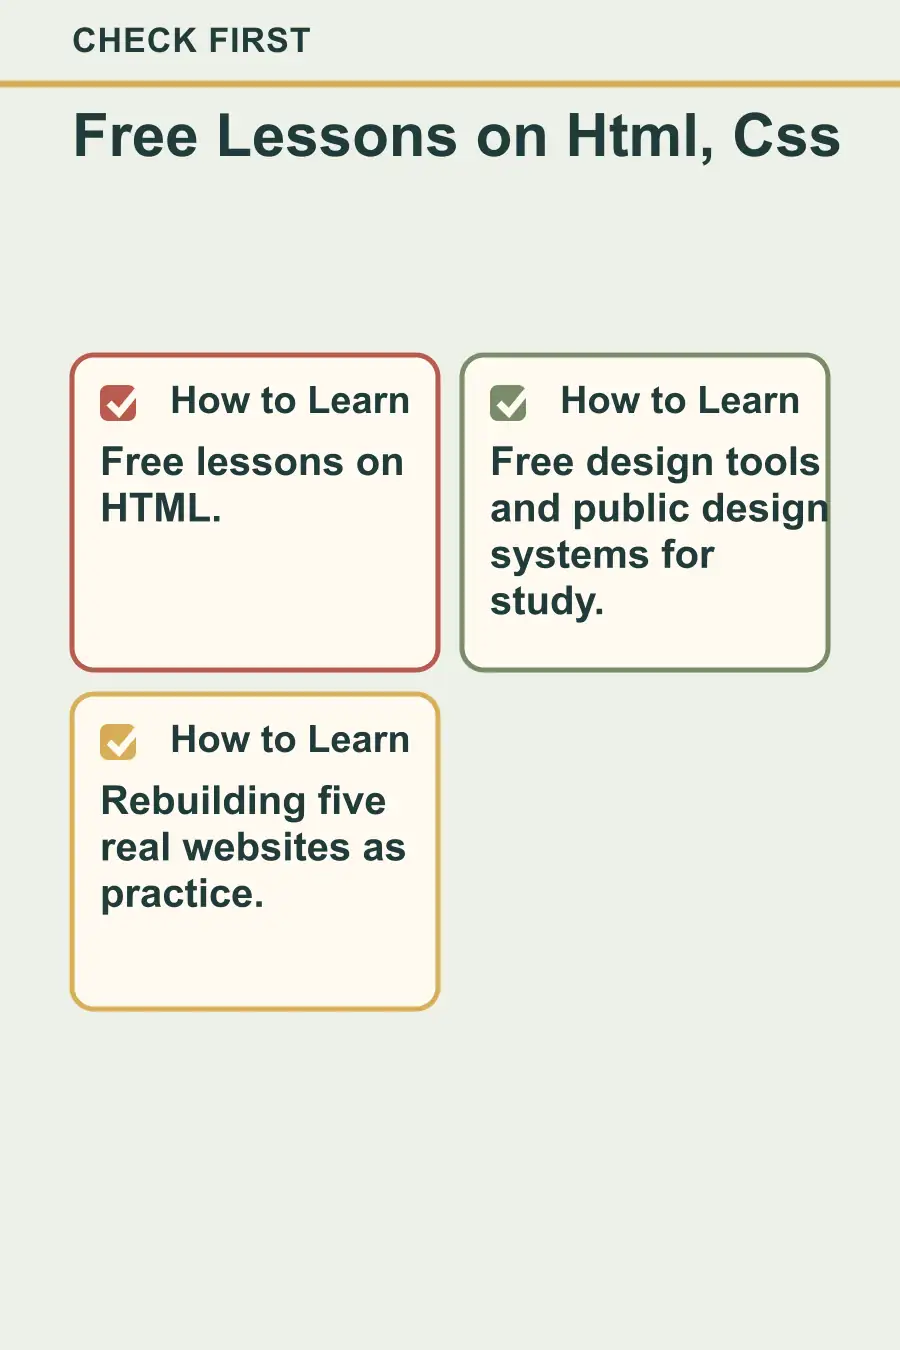 CHECK FIRST
Free Lessons on Html, Css
How to Learn
Free lessons on
HTML.
How to Learn
Free design tools
and public design
systems for
study.
How to Learn
Rebuilding five
real websites as
practice.